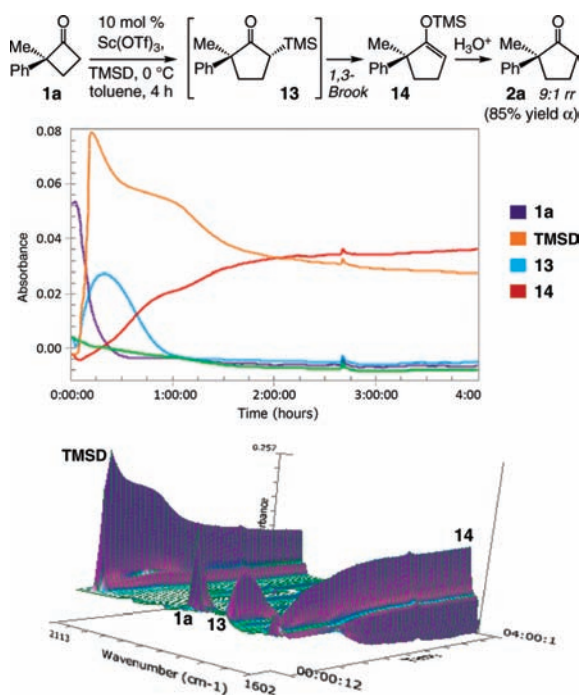 10 mol %
Sc(OTf)3,
TMSD, 0 °C
toluene, 4 h
O
Me
Ph
1a
O
Me
TMS
Ph
13
1,3-
Brook
OTMS
Me
Ph
14
H3O+
O
Me
Ph
2a 9:1 rr
(85% yield α)
0.08
0.06
0.04
0.02
0.00
Absorbance
0:00:00
1:00:00
2:00:00
3:00:00
4:00
Time (hours)
1a
TMSD
13
14
TMSD
0.257
14
1a
13
2113
Wavenumber (cm-1)
1602
00:00:12
04:00:1